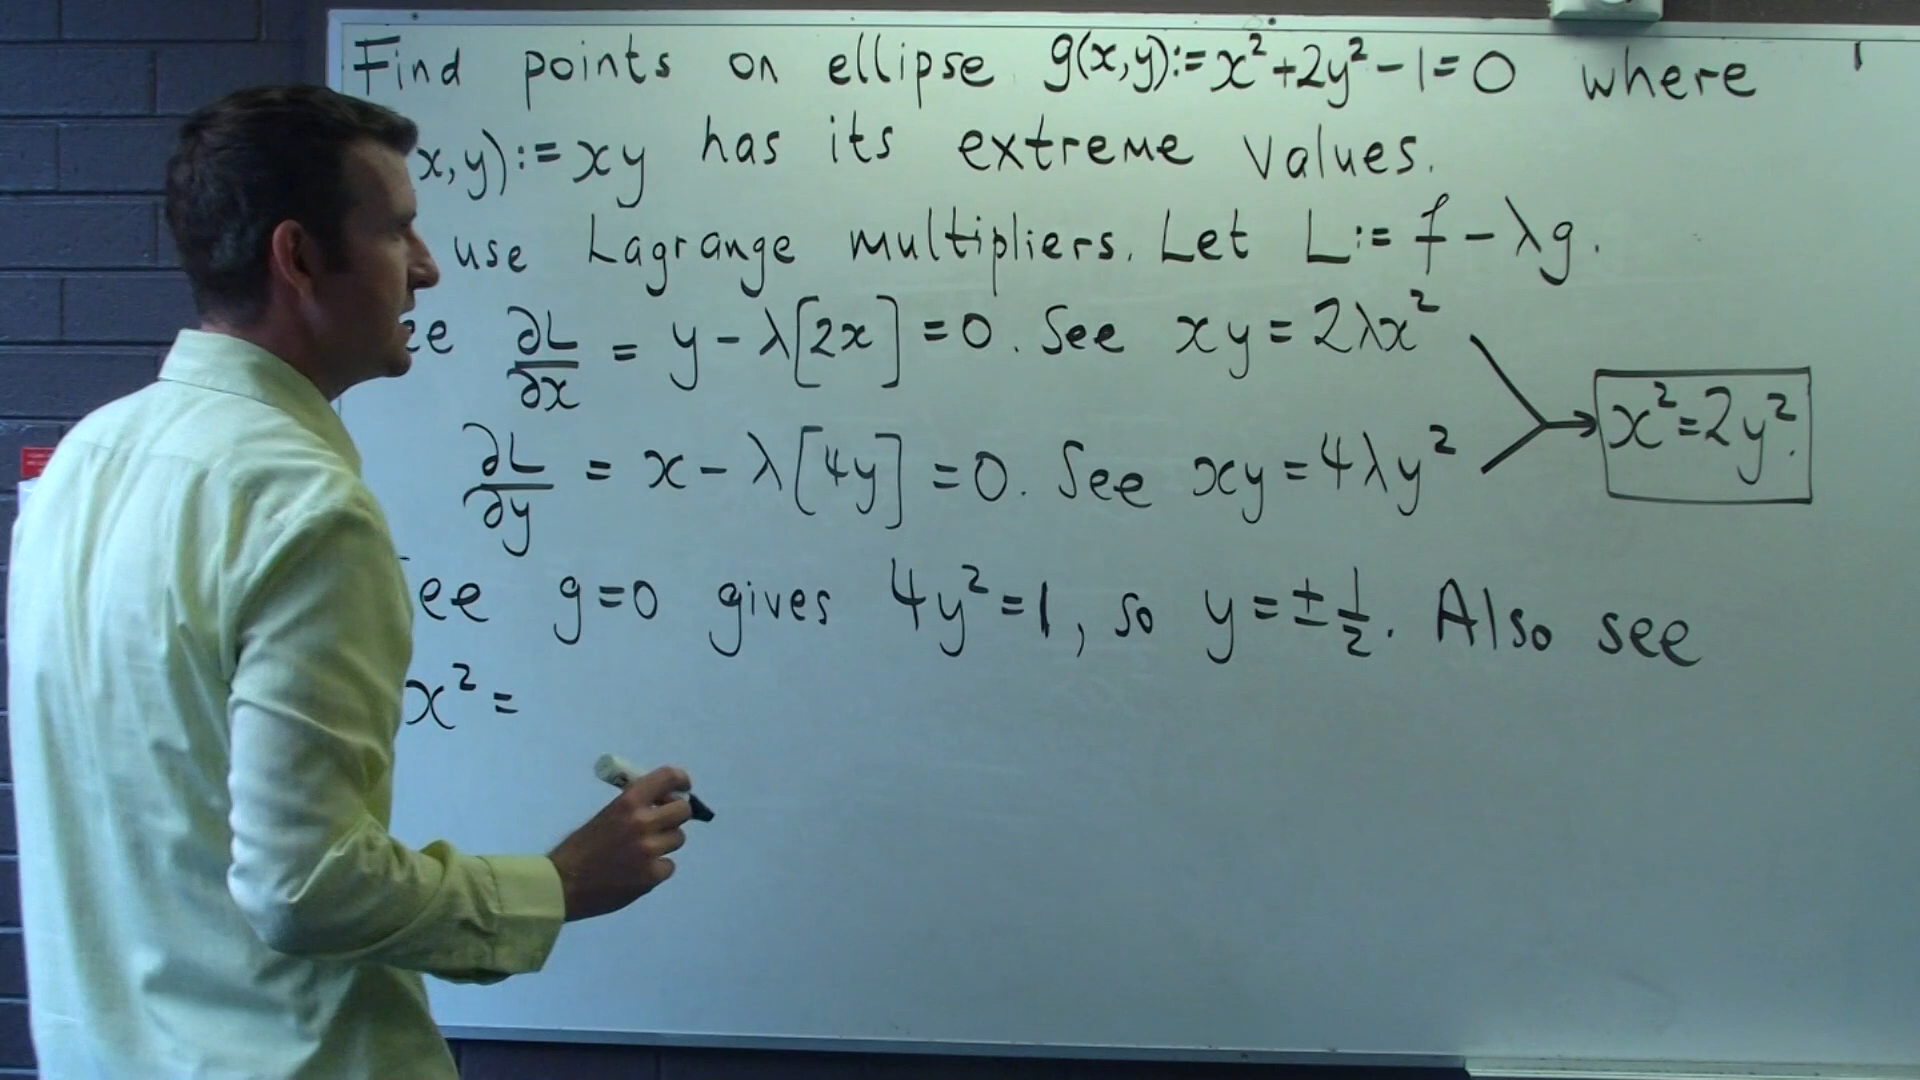 Find points on ellipse g(x,y):=x²+2y²-1=0 where
x,y):=xy has its extreme values.
use Lagrange multipliers. Let L:=f-λg.
∂L/∂x = y-λ[2x]=0. See xy=2λx²
x²=2y².
∂L/∂y = x-λ[4y]=0. See xy=4λy²
g=0 gives 4y²=1, so y=±1/2. Also see
x²=